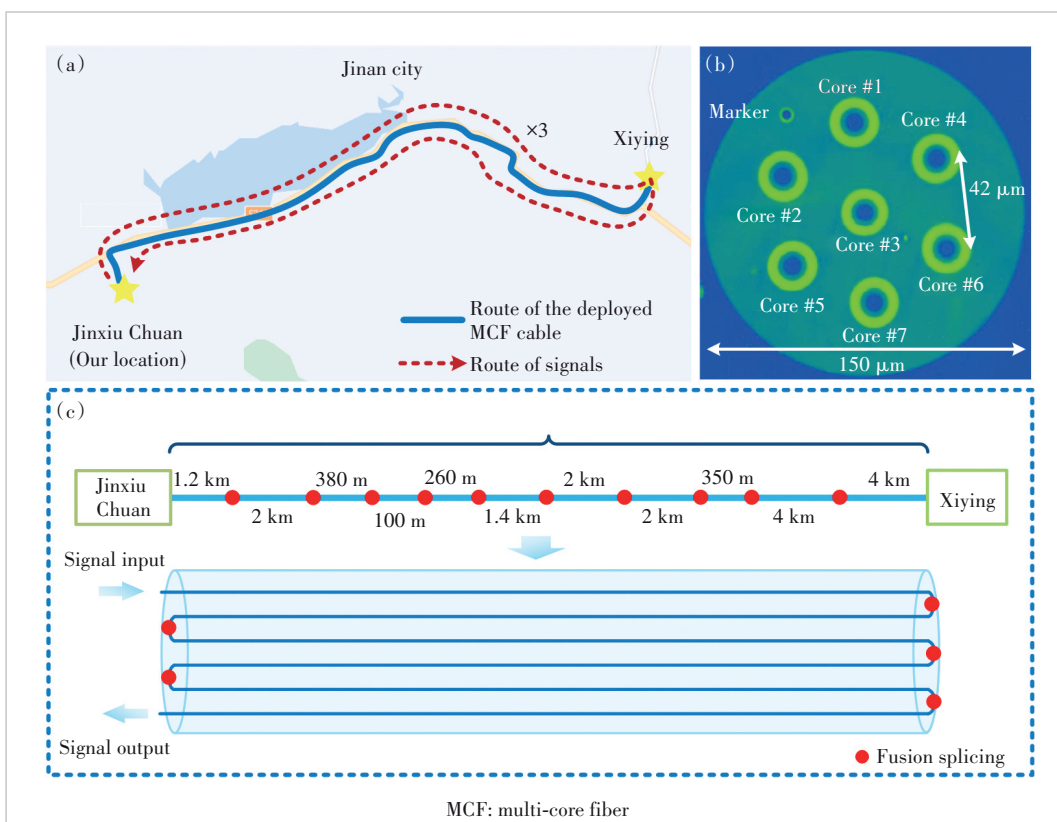 (a)
Jinan city
×3
Xiying
Jinxiu Chuan
(Our location)
Route of the deployed
MCF cable
Route of signals
(b)
Marker
Core #1
Core #4
Core #2
42 μm
Core #3
Core #6
Core #5
Core #7
150 μm
(c)
Jinxiu
Chuan
1.2 km
380 m
260 m
2 km
350 m
4 km
Xiying
2 km
100 m
1.4 km
2 km
4 km
Signal input
Signal output
Fusion splicing
MCF: multi-core fiber